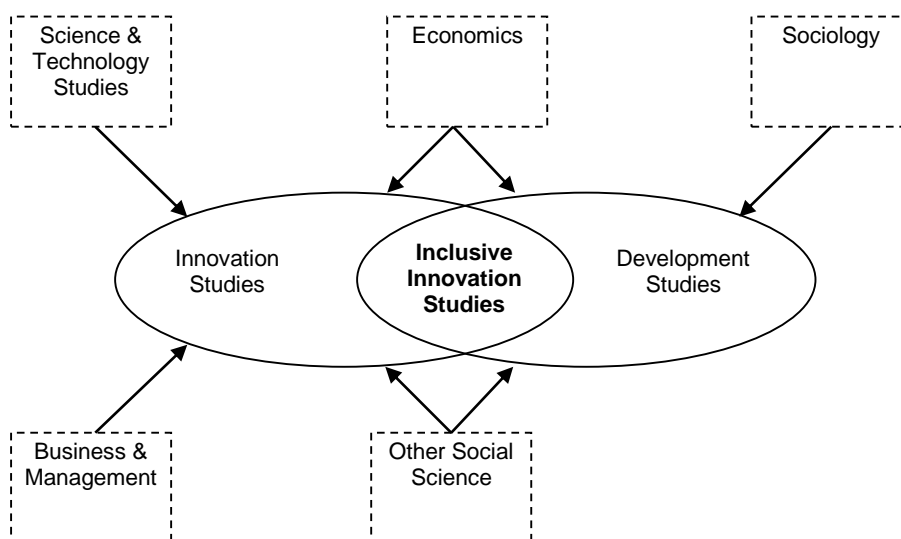 Science &
Technology
Studies
Economics
Sociology
Innovation
Studies
Inclusive
Innovation
Studies
Development
Studies
Business &
Management
Other Social
Science